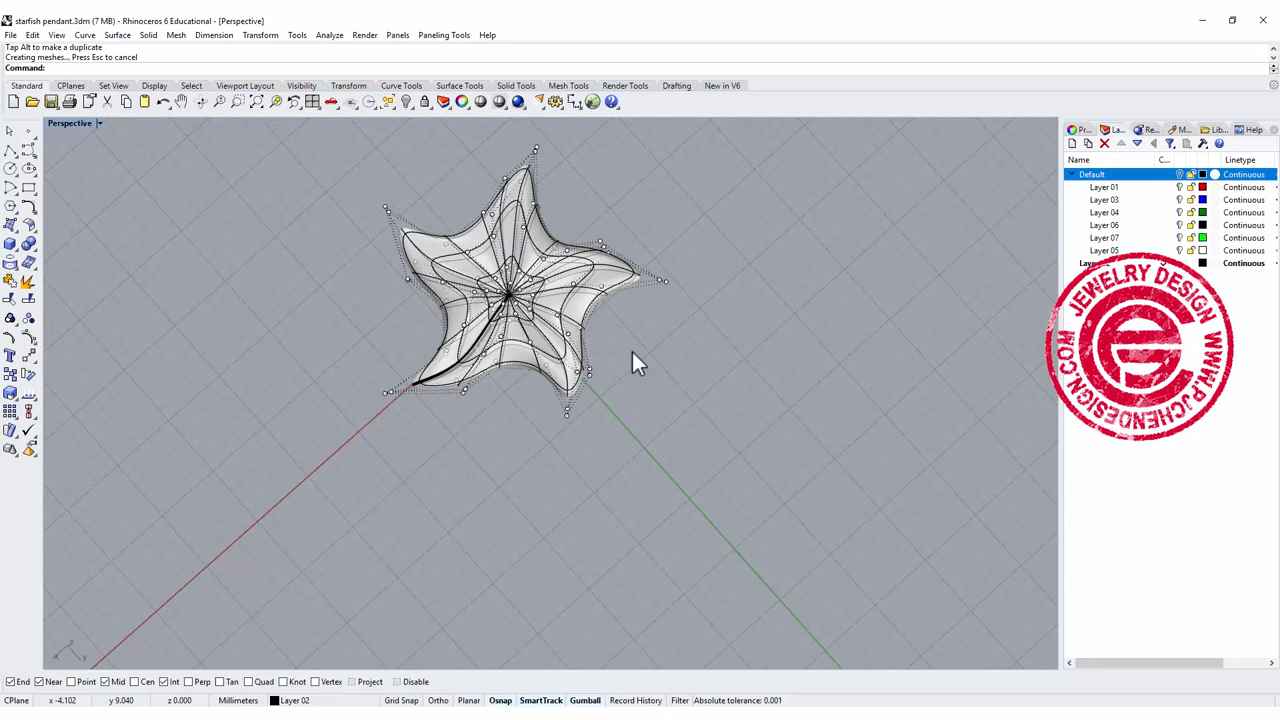 starfish pendant.3dm (7 MB) - Rhinoceros 6 Educational - [Perspective]
File Edit View Curve Surface Solid Mesh Dimension Transform Tools Analyze Render Panels Paneling Tools Help
Tap Alt to make a duplicate
Creating meshes... Press Esc to cancel
Command:
Standard CPlanes Set View Display Select Viewport Layout Visibility Transform Curve Tools Surface Tools Solid Tools Mesh Tools Render Tools Drafting New in V6
Perspective
Pr... La... Re... M... Lib... Help
Name C... Linetype
Default Continuous
Layer 01 Continuous
Layer 03 Continuous
Layer 04 Continuous
Layer 06 Continuous
Layer 07 Continuous
Layer 05 Continuous
Continuous
JEWELRY DESIGN WWW.PJCHENDESIGN.COM
z
y
End Near Point Mid Cen Int Perp Tan Quad Knot Vertex Project Disable
CPlane x -4.102 y 9.040 z 0.000 Millimeters Layer 02 Grid Snap Ortho Planar Osnap SmartTrack Gumball Record History Filter Absolute tolerance: 0.001